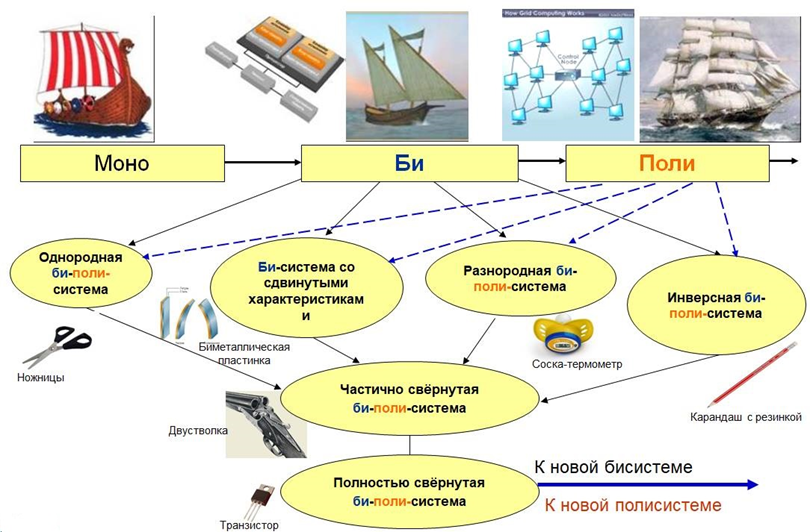 How Grid Computing Works
Control
Node
Моно
Би
Поли
Однородная
би-поли-
система
Би-система со
сдвинутыми
характеристикам
и
Разнородная би-
поли-система
Инверсная би-
поли-система
Ножницы
Биметаллическая
пластинка
Соска-термометр
Карандаш с резинкой
Частично свёрнутая
би-поли-система
Двустволка
Полностью свёрнутая
би-поли-система
Транзистор
К новой бисистеме
К новой полисистеме